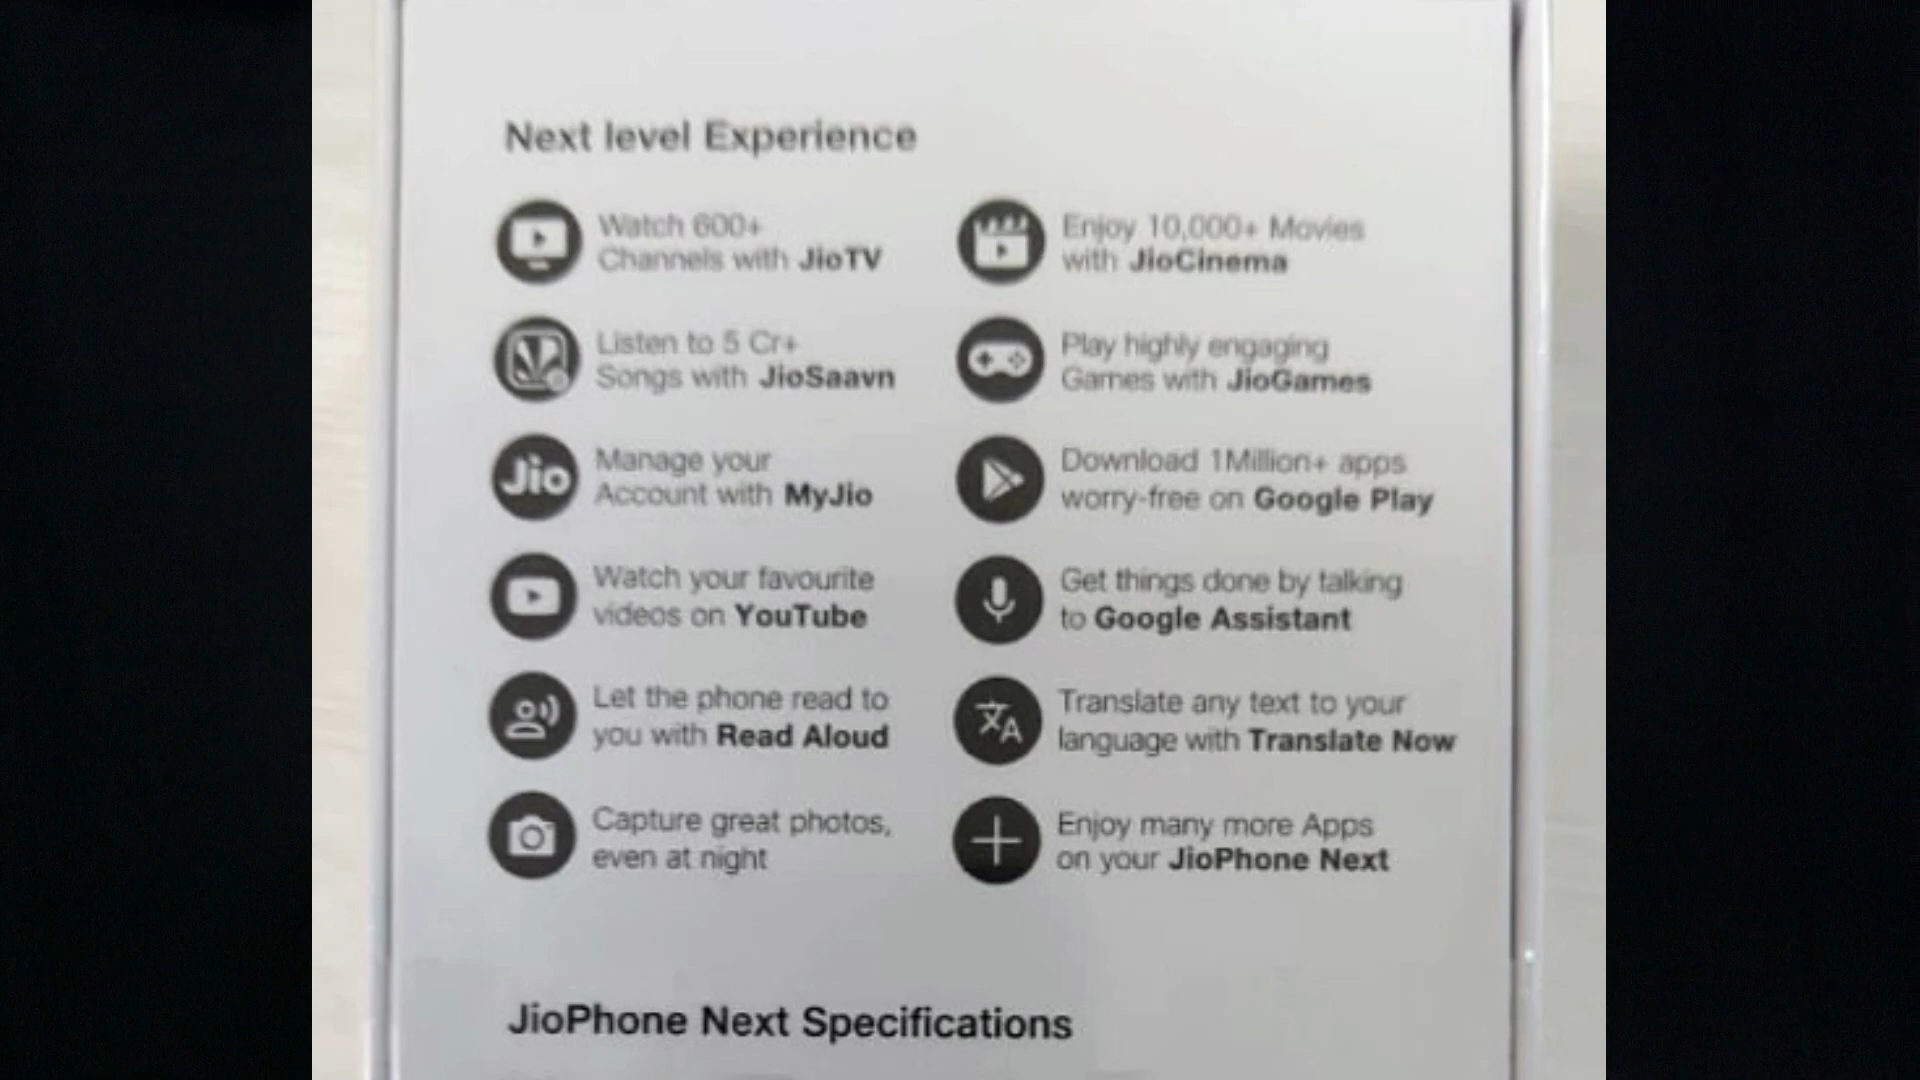 Next level Experience
Watch 600+
Channels with JioTV
Enjoy 10,000+ Movies
with JioCinema
Listen to 5 Cr+
Songs with JioSaavn
Play highly engaging
Games with JioGames
Jio
Manage your
Account with MyJio
Download 1Million+ apps
worry-free on Google Play
Watch your favourite
videos on YouTube
Get things done by talking
to Google Assistant
Let the phone read to
you with Read Aloud
Translate any text to your
language with Translate Now
Capture great photos,
even at night
Enjoy many more Apps
on your JioPhone Next
JioPhone Next Specifications